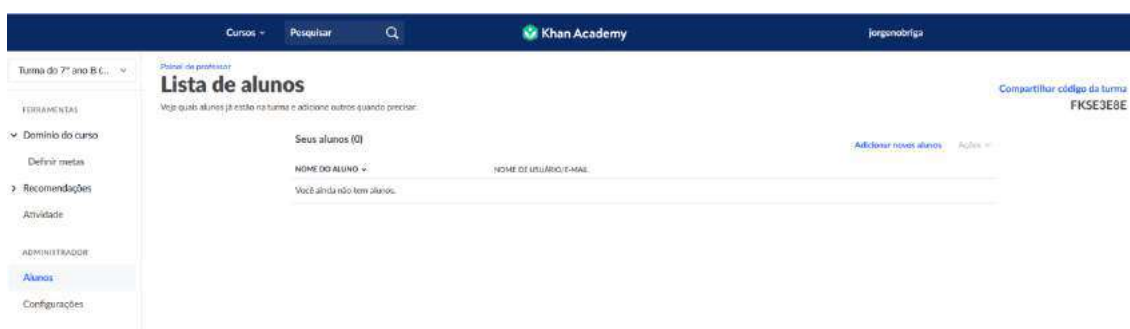 Cursos
Pesquisar
Khan Academy
jorgenobriga
Turma do 7° ano B (...
Painel do professor
Lista de alunos
Veja quais alunos já estão na turma e adicione outros quando precisar.
Compartilhar código da turma
FKSE3E8E
FERRAMENTAS
Domínio do curso
Definir metas
Recomendações
Atividade
ADMINISTRADOR
Alunos
Configurações
Seus alunos (0)
Adicionar novos alunos
Ações
NOME DO ALUNO
NOME DE USUÁRIO/E-MAIL
Você ainda não tem alunos.